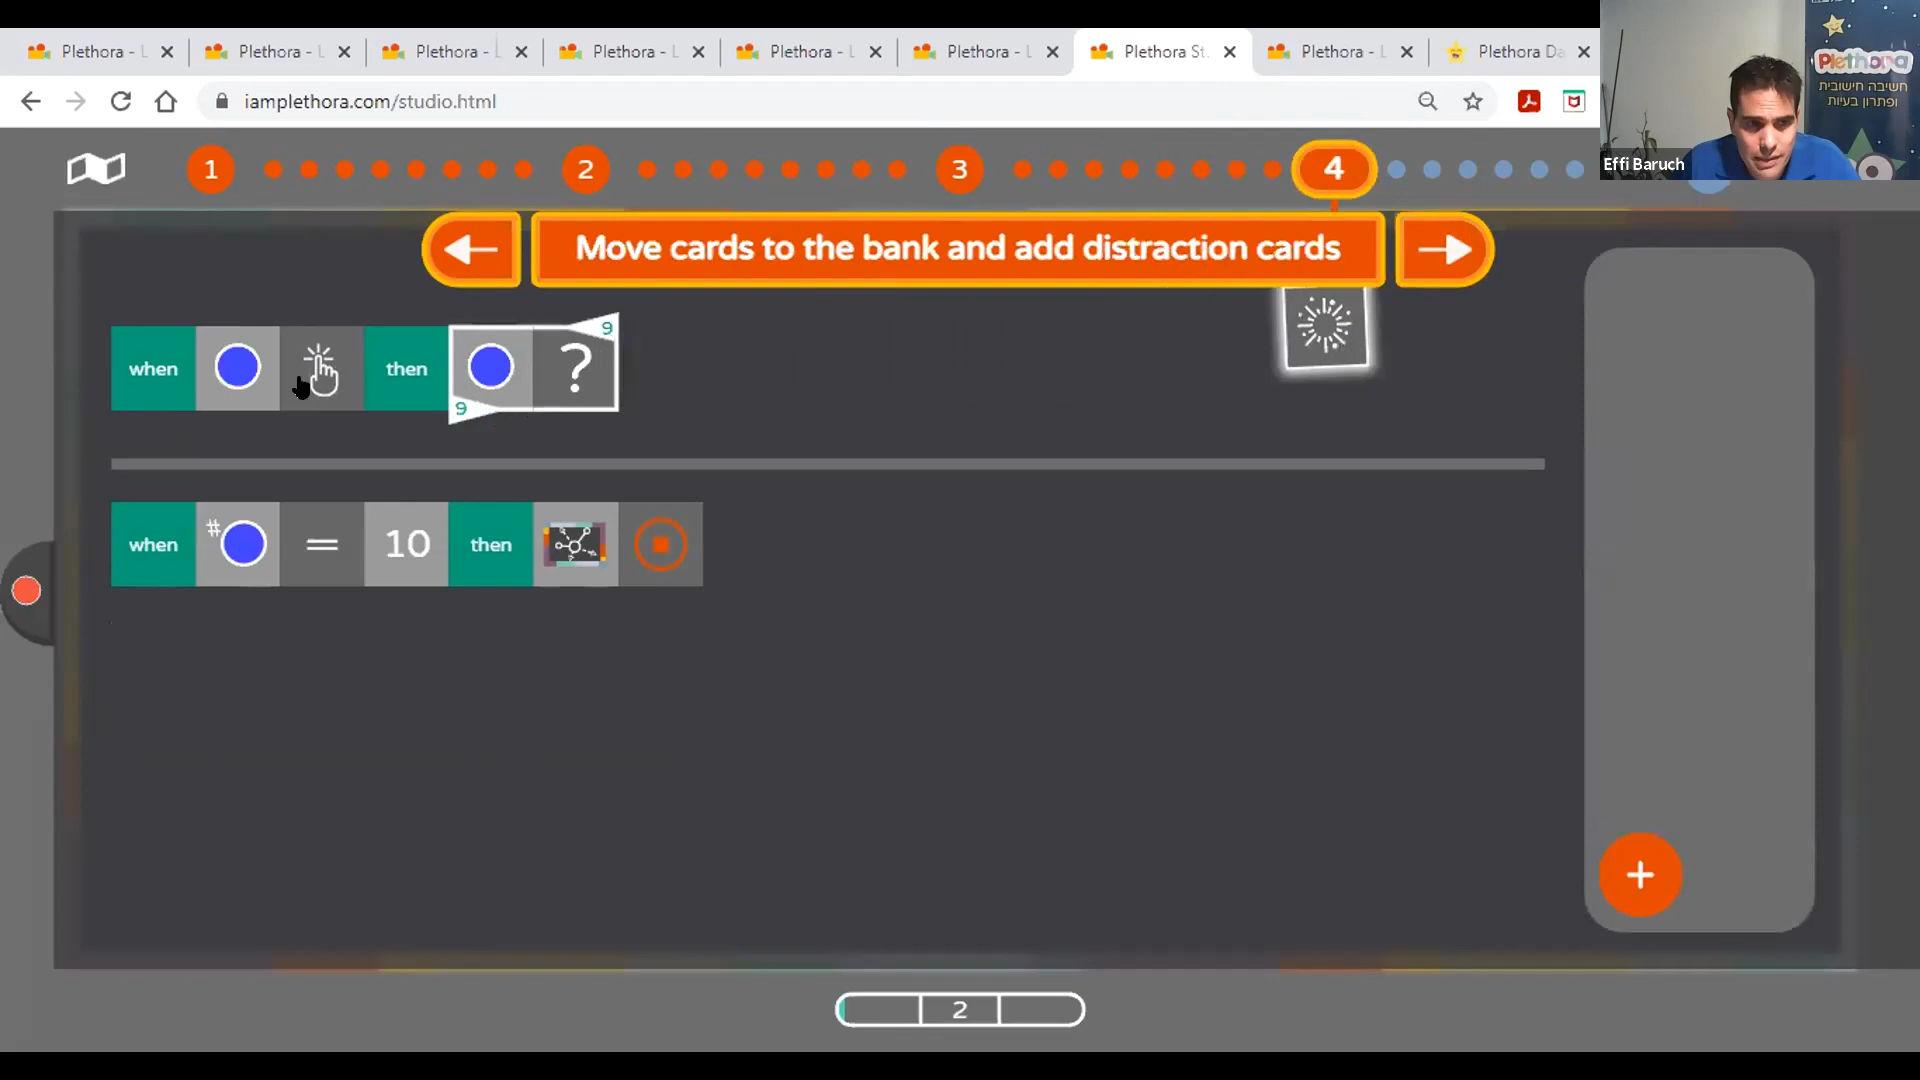 Plethora - L
Plethora - L
Plethora - L
Plethora - L
Plethora - L
Plethora - L
Plethora St.
Plethora - L
Plethora Da
iamplethora.com/studio.html
Plethora
חשיבה חישובית
ופתרון בעיות
Effi Baruch
1
2
3
4
Move cards to the bank and add distraction cards
when
then
9
?
9
when
#
=
10
then
+
2